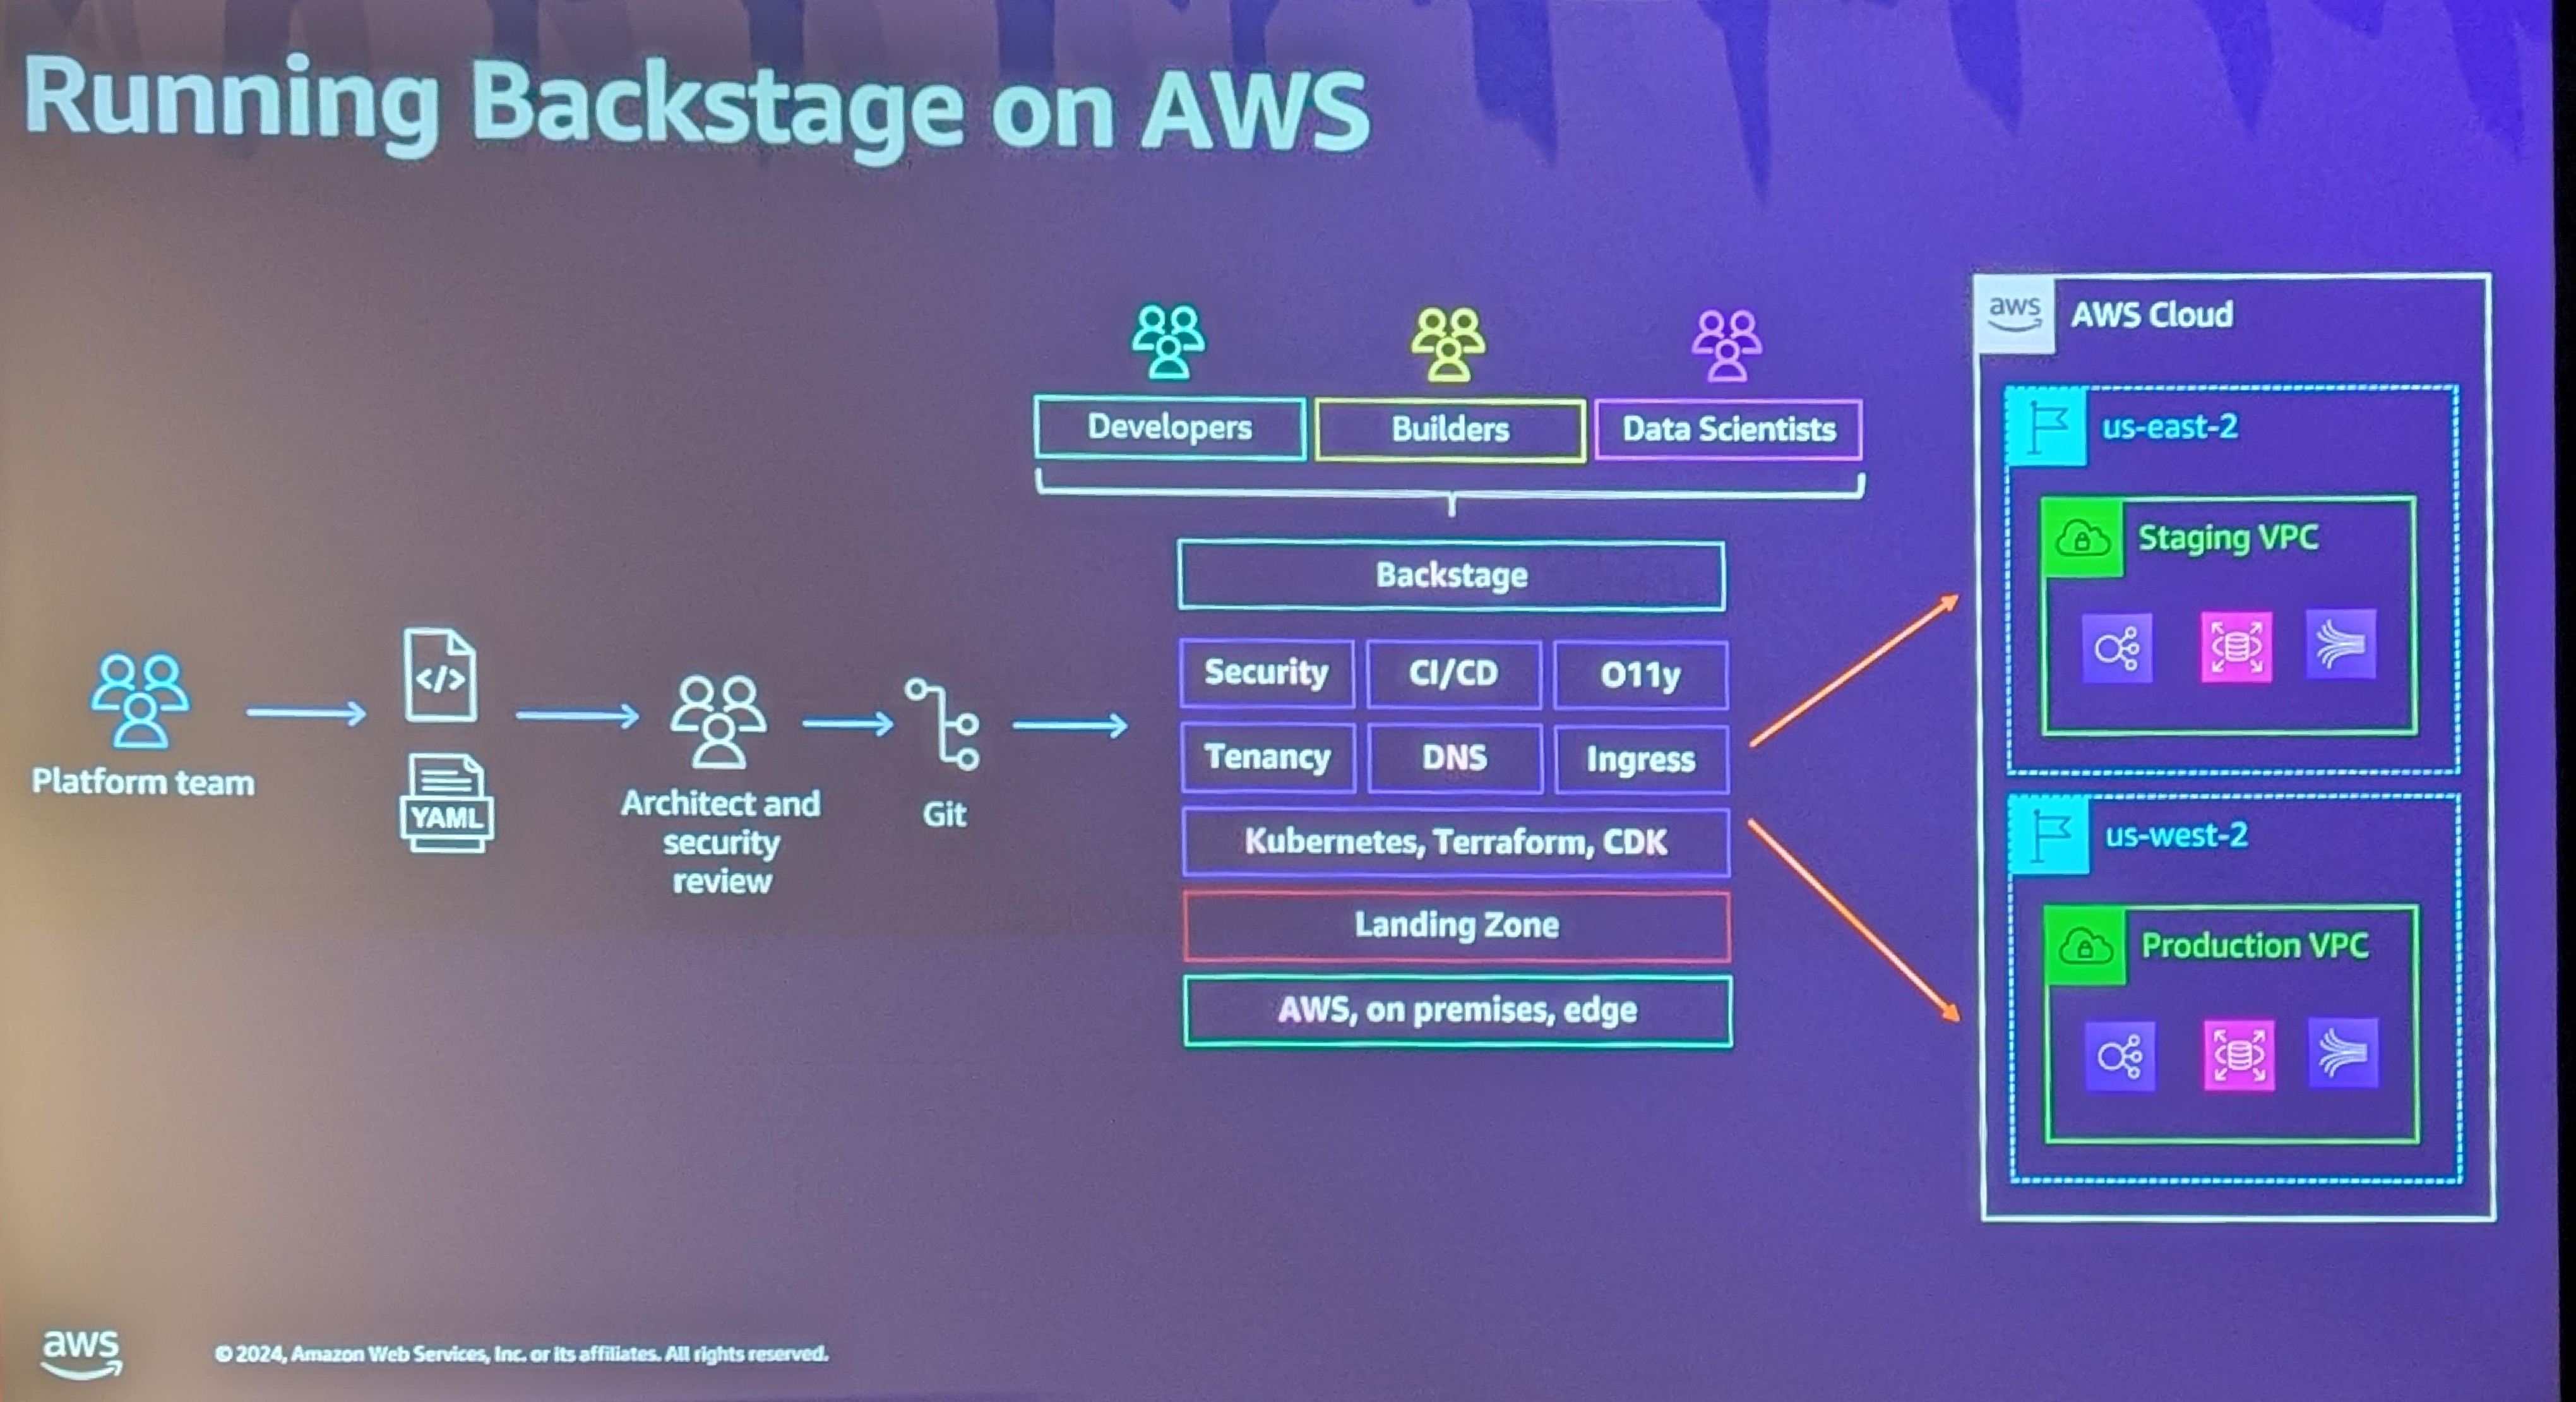 Running Backstage on AWS
Developers
Builders
Data Scientists
Backstage
Security
CI/CD
O11y
Tenancy
DNS
Ingress
Kubernetes, Terraform, CDK
Landing Zone
AWS, on premises, edge
Platform team
</>
YAML
Architect and
security
review
Git
aws
AWS Cloud
us-east-2
Staging VPC
us-west-2
Production VPC
aws
© 2024, Amazon Web Services, Inc. or its affiliates. All rights reserved.